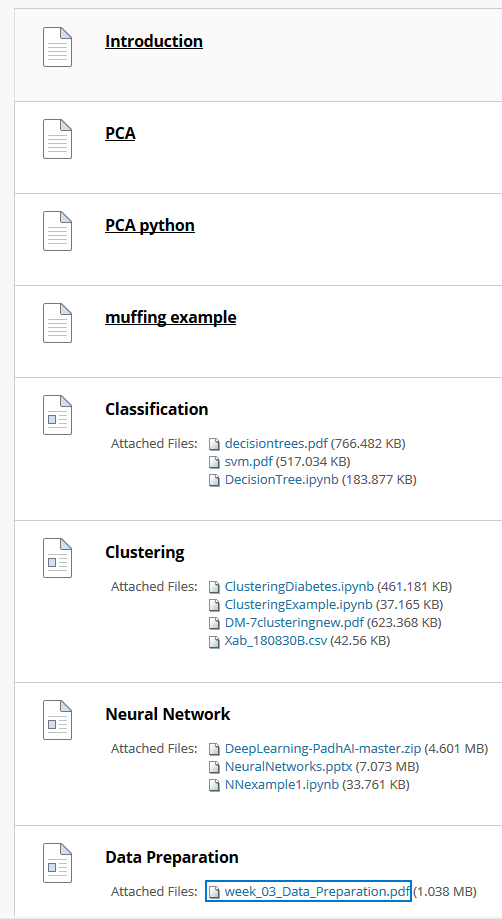 Introduction
PCA
PCA python
muffing example
Classification
Attached Files: decisiontrees.pdf (766.482 KB)
svm.pdf (517.034 KB)
DecisionTree.ipynb (183.877 KB)
Clustering
Attached Files: ClusteringDiabetes.ipynb (461.181 KB)
ClusteringExample.ipynb (37.165 KB)
DM-7clusteringnew.pdf (623.368 KB)
Xab_180830B.csv (42.56 KB)
Neural Network
Attached Files: DeepLearning-PadhAI-master.zip (4.601 MB)
NeuralNetworks.pptx (7.073 MB)
NNexample1.ipynb (33.761 KB)
Data Preparation
Attached Files: week_03_Data_Preparation.pdf (1.038 MB)